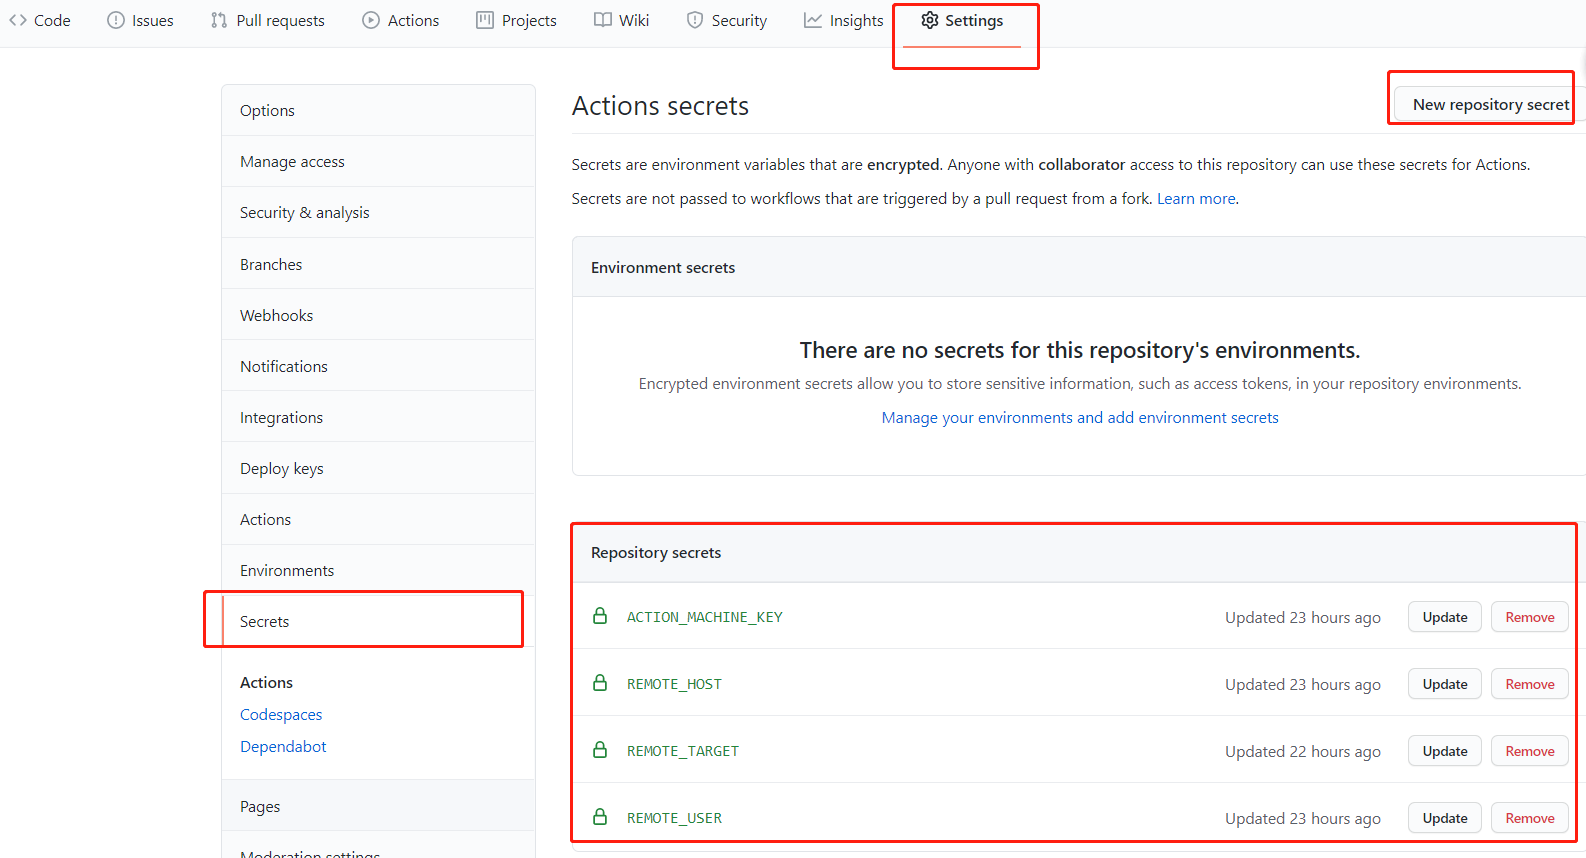 Code Issues Pull requests Actions Projects Wiki Security Insights Settings
Options
Manage access
Security & analysis
Branches
Webhooks
Notifications
Integrations
Deploy keys
Actions
Environments
Secrets
Actions
Codespaces
Dependabot
Pages
Moderation settings
Actions secrets
New repository secret
Secrets are environment variables that are encrypted. Anyone with collaborator access to this repository can use these secrets for Actions.
Secrets are not passed to workflows that are triggered by a pull request from a fork. Learn more.
Environment secrets
There are no secrets for this repository's environments.
Encrypted environment secrets allow you to store sensitive information, such as access tokens, in your repository environments.
Manage your environments and add environment secrets
Repository secrets
ACTION_MACHINE_KEY Updated 23 hours ago Update Remove
REMOTE_HOST Updated 23 hours ago Update Remove
REMOTE_TARGET Updated 22 hours ago Update Remove
REMOTE_USER Updated 23 hours ago Update Remove